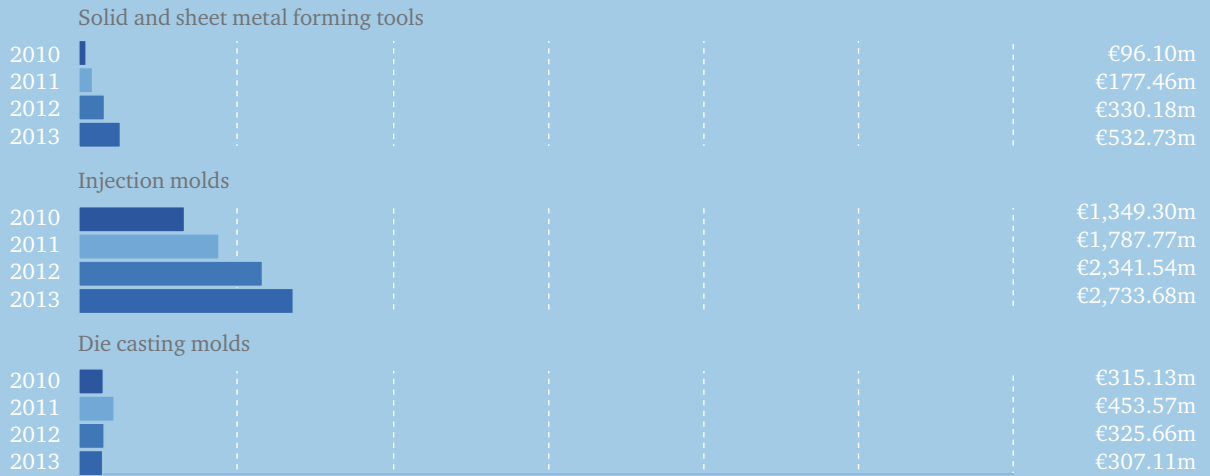 Solid and sheet metal forming tools
2010 €96.10m
2011 €177.46m
2012 €330.18m
2013 €532.73m
Injection molds
2010 €1,349.30m
2011 €1,787.77m
2012 €2,341.54m
2013 €2,733.68m
Die casting molds
2010 €315.13m
2011 €453.57m
2012 €325.66m
2013 €307.11m